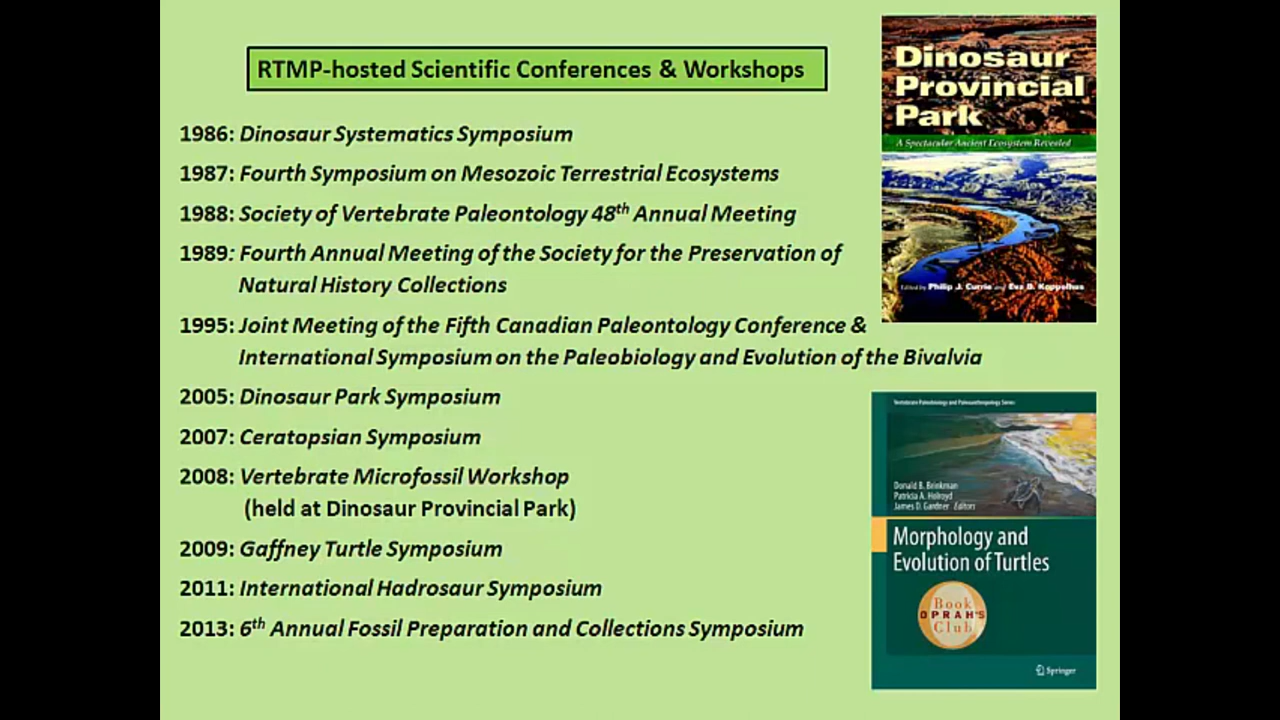 RTMP-hosted Scientific Conferences & Workshops
1986: Dinosaur Systematics Symposium
1987: Fourth Symposium on Mesozoic Terrestrial Ecosystems
1988: Society of Vertebrate Paleontology 48th Annual Meeting
1989: Fourth Annual Meeting of the Society for the Preservation of
Natural History Collections
1995: Joint Meeting of the Fifth Canadian Paleontology Conference &
International Symposium on the Paleobiology and Evolution of the Bivalvia
2005: Dinosaur Park Symposium
2007: Ceratopsian Symposium
2008: Vertebrate Microfossil Workshop
(held at Dinosaur Provincial Park)
2009: Gaffney Turtle Symposium
2011: International Hadrosaur Symposium
2013: 6th Annual Fossil Preparation and Collections Symposium
Dinosaur
Provincial
Park
A Spectacular Ancient Ecosystem Revealed
Edited by Philip J. Currie and Eva B. Koppelhus
Vertebrate Paleobiology and Paleoanthropology Series
Donald B. Brinkman
Patricia A. Holroyd
James D. Gardner Editors
Morphology and
Evolution of Turtles
Book
OPRAH'S
Club
Springer